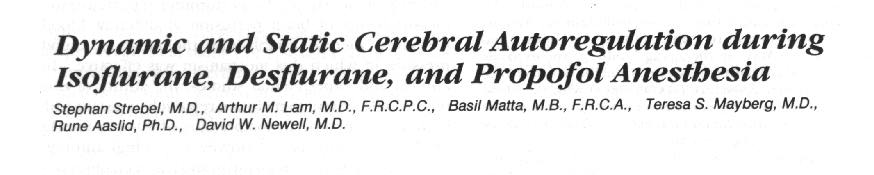 Dynamic and Static Cerebral Autoregulation during
Isoflurane, Desflurane, and Propofol Anesthesia
Stephan Strebel, M.D., Arthur M. Lam, M.D., F.R.C.P.C., Basil Matta, M.B., F.R.C.A., Teresa S. Mayberg, M.D.,
Rune Aaslid, Ph.D., David W. Newell, M.D.